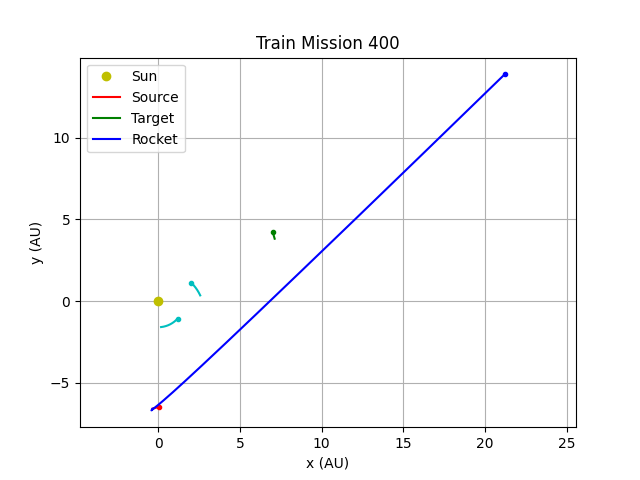 Train Mission 400
Sun
Source
Target
Rocket
10
5
0
−5
y (AU)
0
5
10
15
20
25
x (AU)